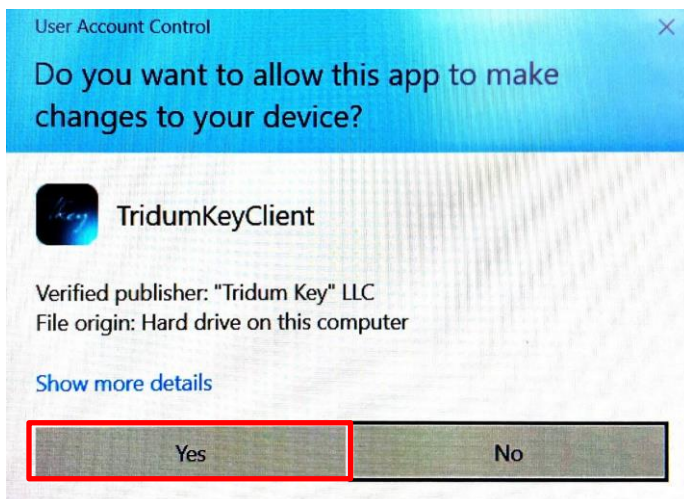 User Account Control
Do you want to allow this app to make
changes to your device?
key
TridumKeyClient
Verified publisher: "Tridum Key" LLC
File origin: Hard drive on this computer
Show more details
Yes
No